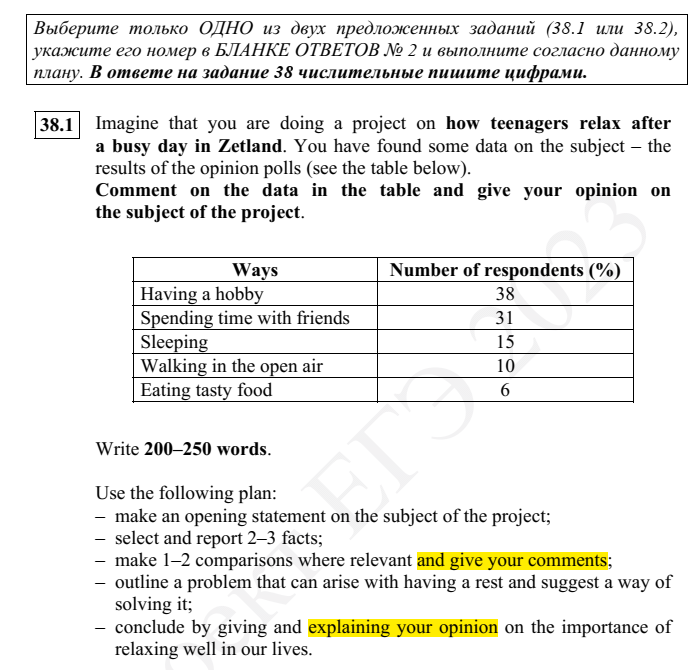 Выберите только ОДНО из двух предложенных заданий (38.1 или 38.2),
укажите его номер в БЛАНКЕ ОТВЕТОВ № 2 и выполните согласно данному
плану. В ответе на задание 38 числительные пишите цифрами.
38.1 Imagine that you are doing a project on how teenagers relax after
a busy day in Zetland. You have found some data on the subject – the
results of the opinion polls (see the table below).
Comment on the data in the table and give your opinion on
the subject of the project.
Ways Number of respondents (%)
Having a hobby 38
Spending time with friends 31
Sleeping 15
Walking in the open air 10
Eating tasty food 6
Write 200–250 words.
Use the following plan:
– make an opening statement on the subject of the project;
– select and report 2–3 facts;
– make 1–2 comparisons where relevant and give your comments;
– outline a problem that can arise with having a rest and suggest a way of
solving it;
– conclude by giving and explaining your opinion on the importance of
relaxing well in our lives.
ЕГЭ 2023